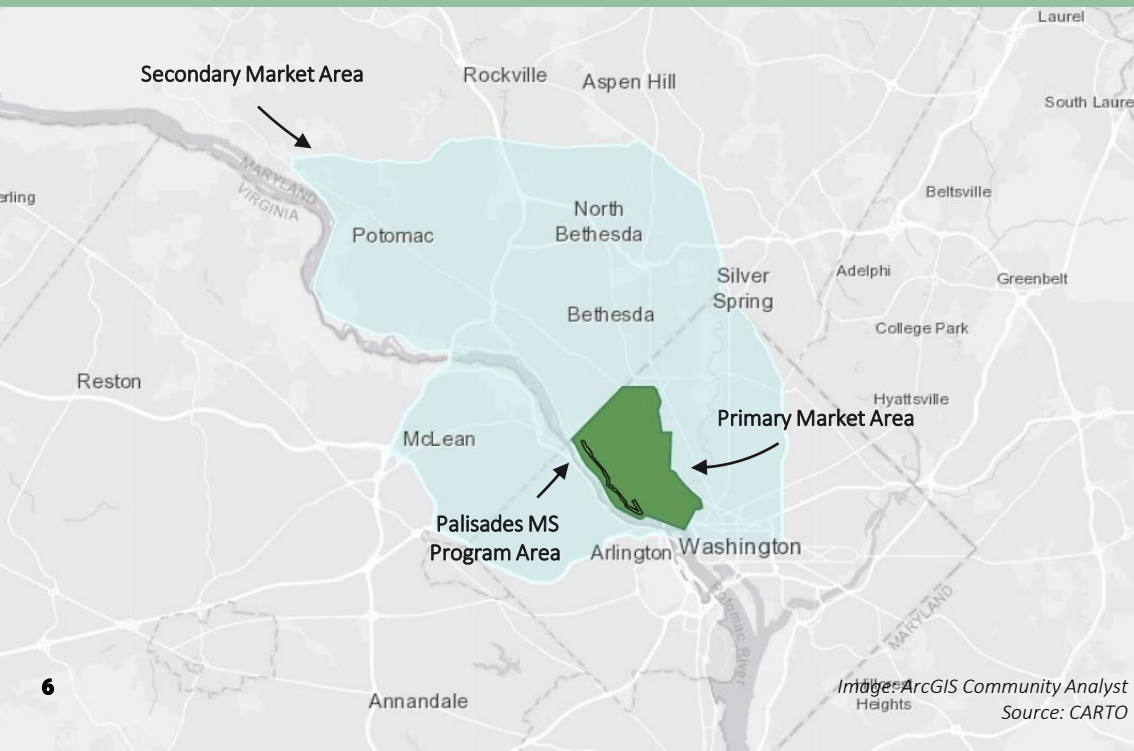 Laurel
Secondary Market Area
Rockville
Aspen Hill
South Laure
MARYLAND
VIRGINIA
erling
Beltsville
North
Bethesda
Potomac
Silver
Spring
Adelphi
Greenbelt
Bethesda
College Park
Reston
Hyattsville
Primary Market Area
McLean
Palisades MS
Program Area
Arlington
Washington
Potomac River
MARYLAND
6
Annandale
Hillcrest
Heights
Image: ArcGIS Community Analyst
Source: CARTO